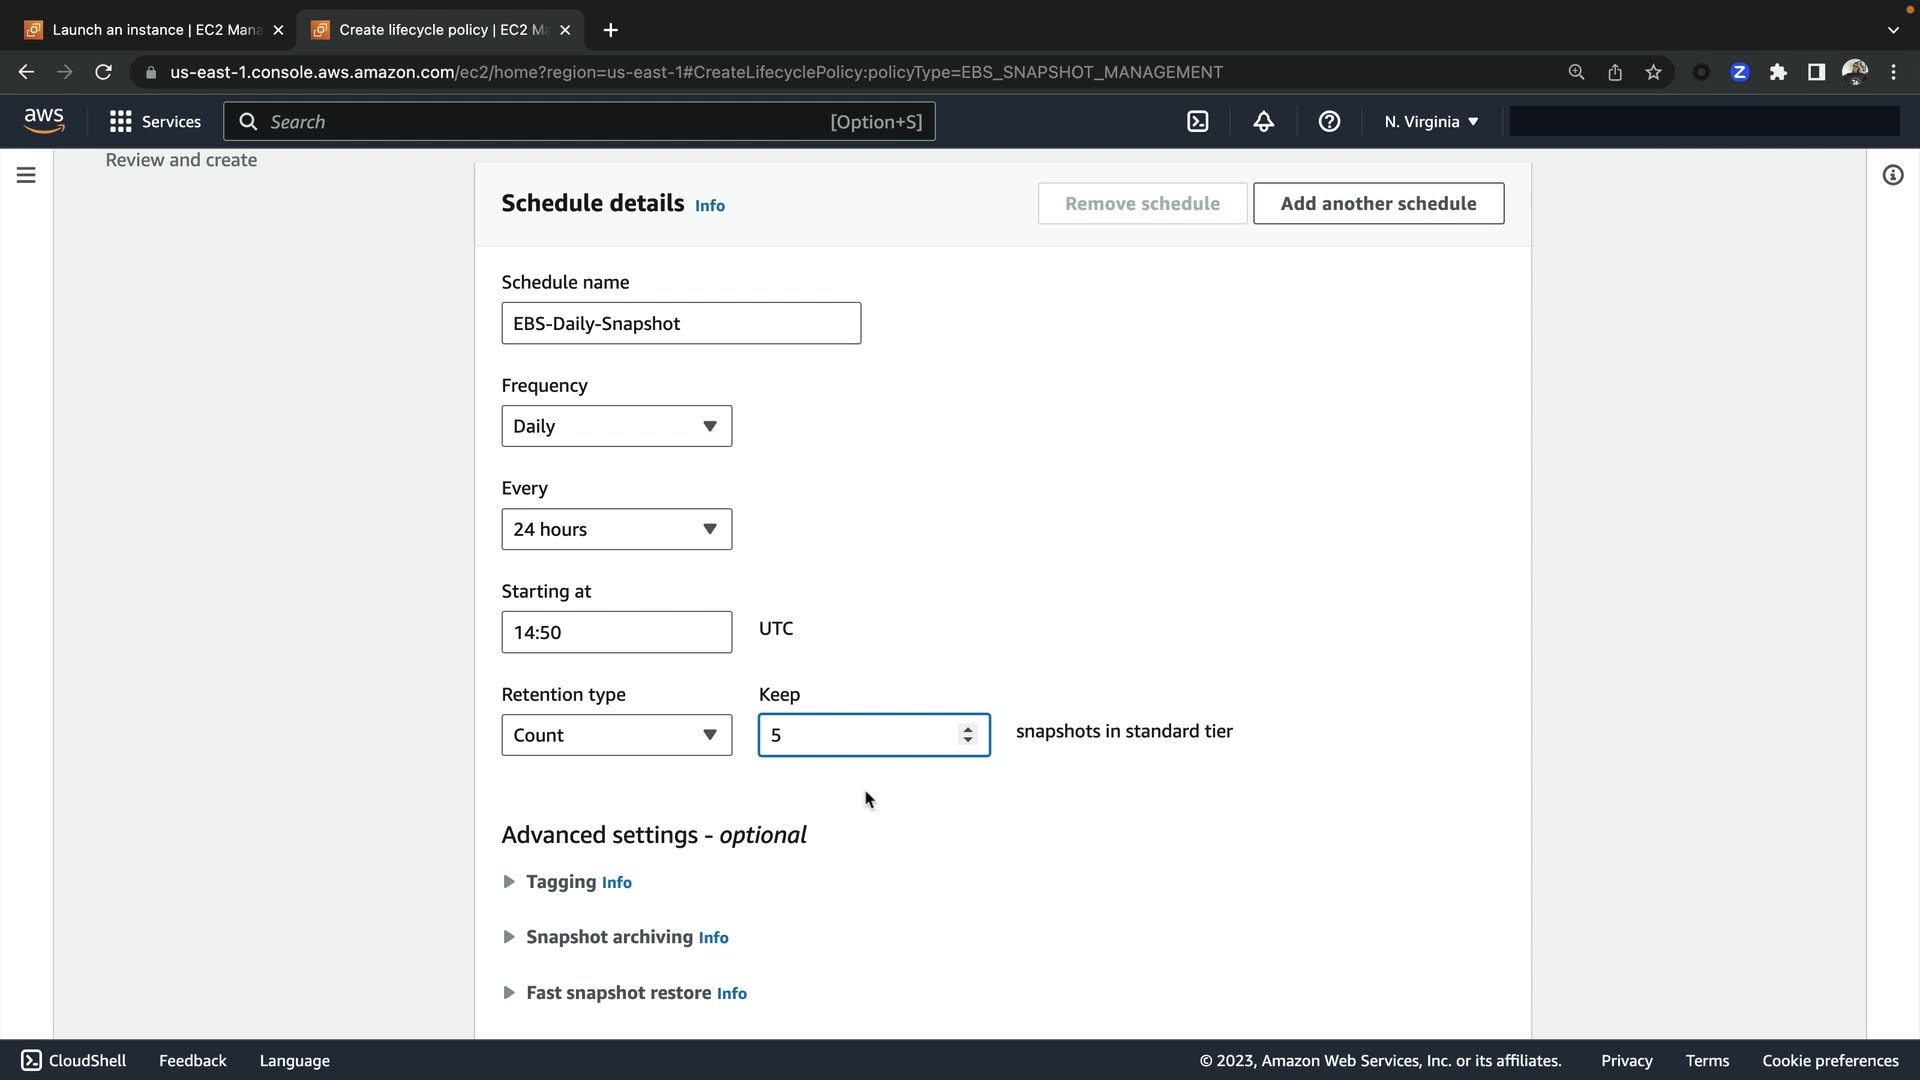 Launch an instance | EC2 Mana
Create lifecycle policy | EC2 Ma
us-east-1.console.aws.amazon.com/ec2/home?region=us-east-1#CreateLifecyclePolicy:policyType=EBS_SNAPSHOT_MANAGEMENT
Z
aws
Services
Search
[Option+S]
N. Virginia
Review and create
Schedule details Info
Remove schedule
Add another schedule
Schedule name
EBS-Daily-Snapshot
Frequency
Daily
Every
24 hours
Starting at
14:50
UTC
Retention type
Keep
Count
5
snapshots in standard tier
Advanced settings - optional
Tagging Info
Snapshot archiving Info
Fast snapshot restore Info
CloudShell
Feedback
Language
© 2023, Amazon Web Services, Inc. or its affiliates.
Privacy
Terms
Cookie preferences